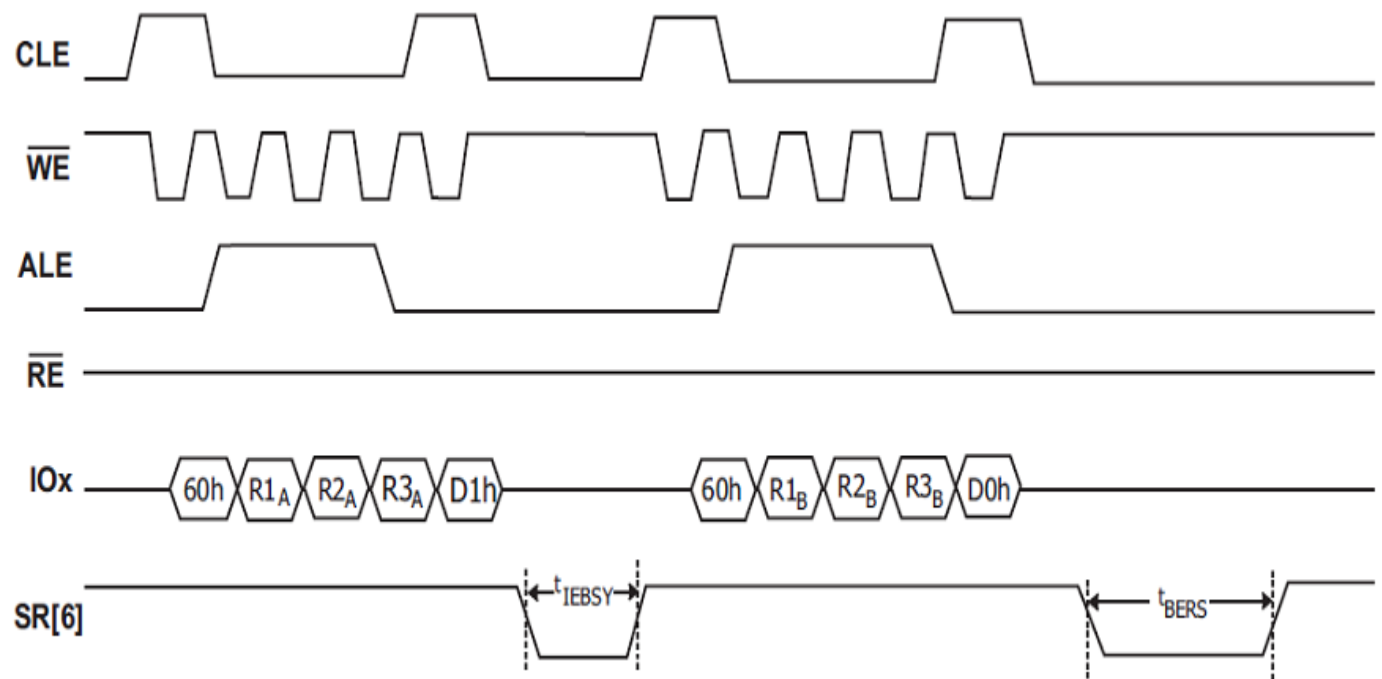 CLE
WE
ALE
RE
IOx 60h R1A R2A R3A D1h 60h R1B R2B R3B D0h
SR[6] tIEBSY tBERS